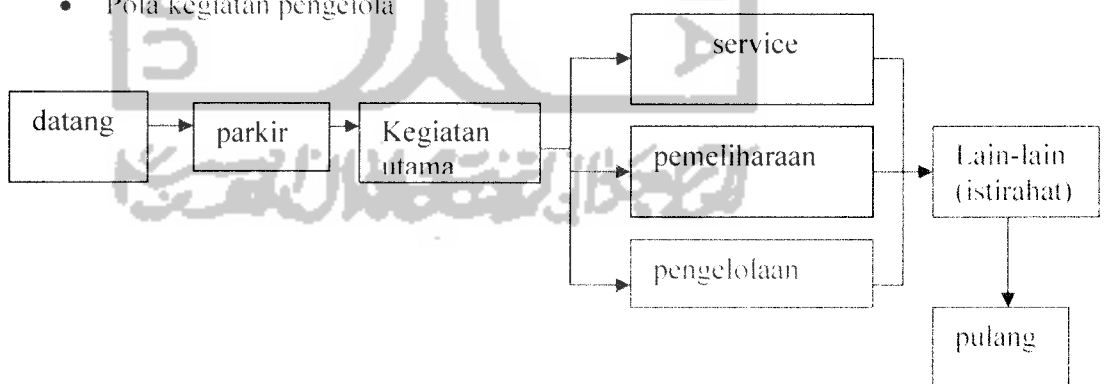 • Pola kegiatan pengelola
service
datang
parkir
Kegiatan
utama
pemeliharaan
Lain-lain
(istirahat)
pengelolaan
pulang